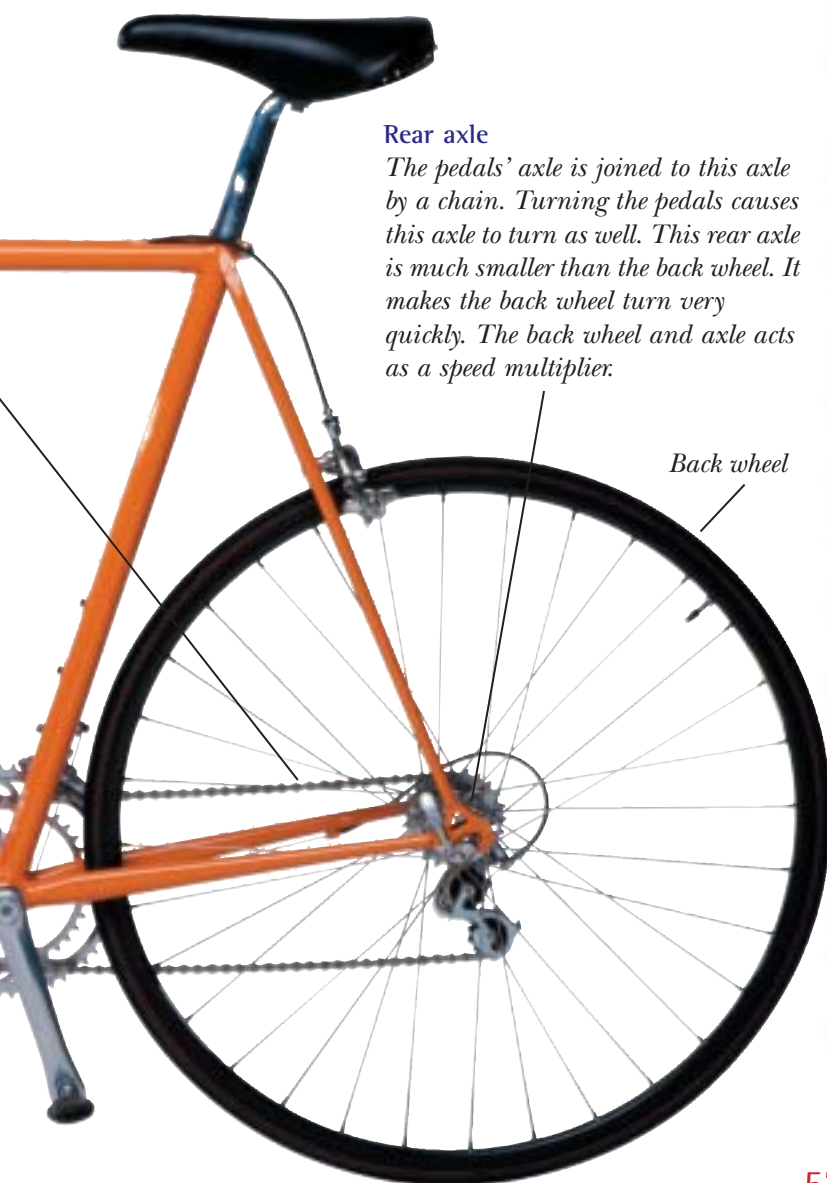 Rear axle
The pedals’ axle is joined to this axle
by a chain. Turning the pedals causes
this axle to turn as well. This rear axle
is much smaller than the back wheel. It
makes the back wheel turn very
quickly. The back wheel and axle acts
as a speed multiplier.
Back wheel